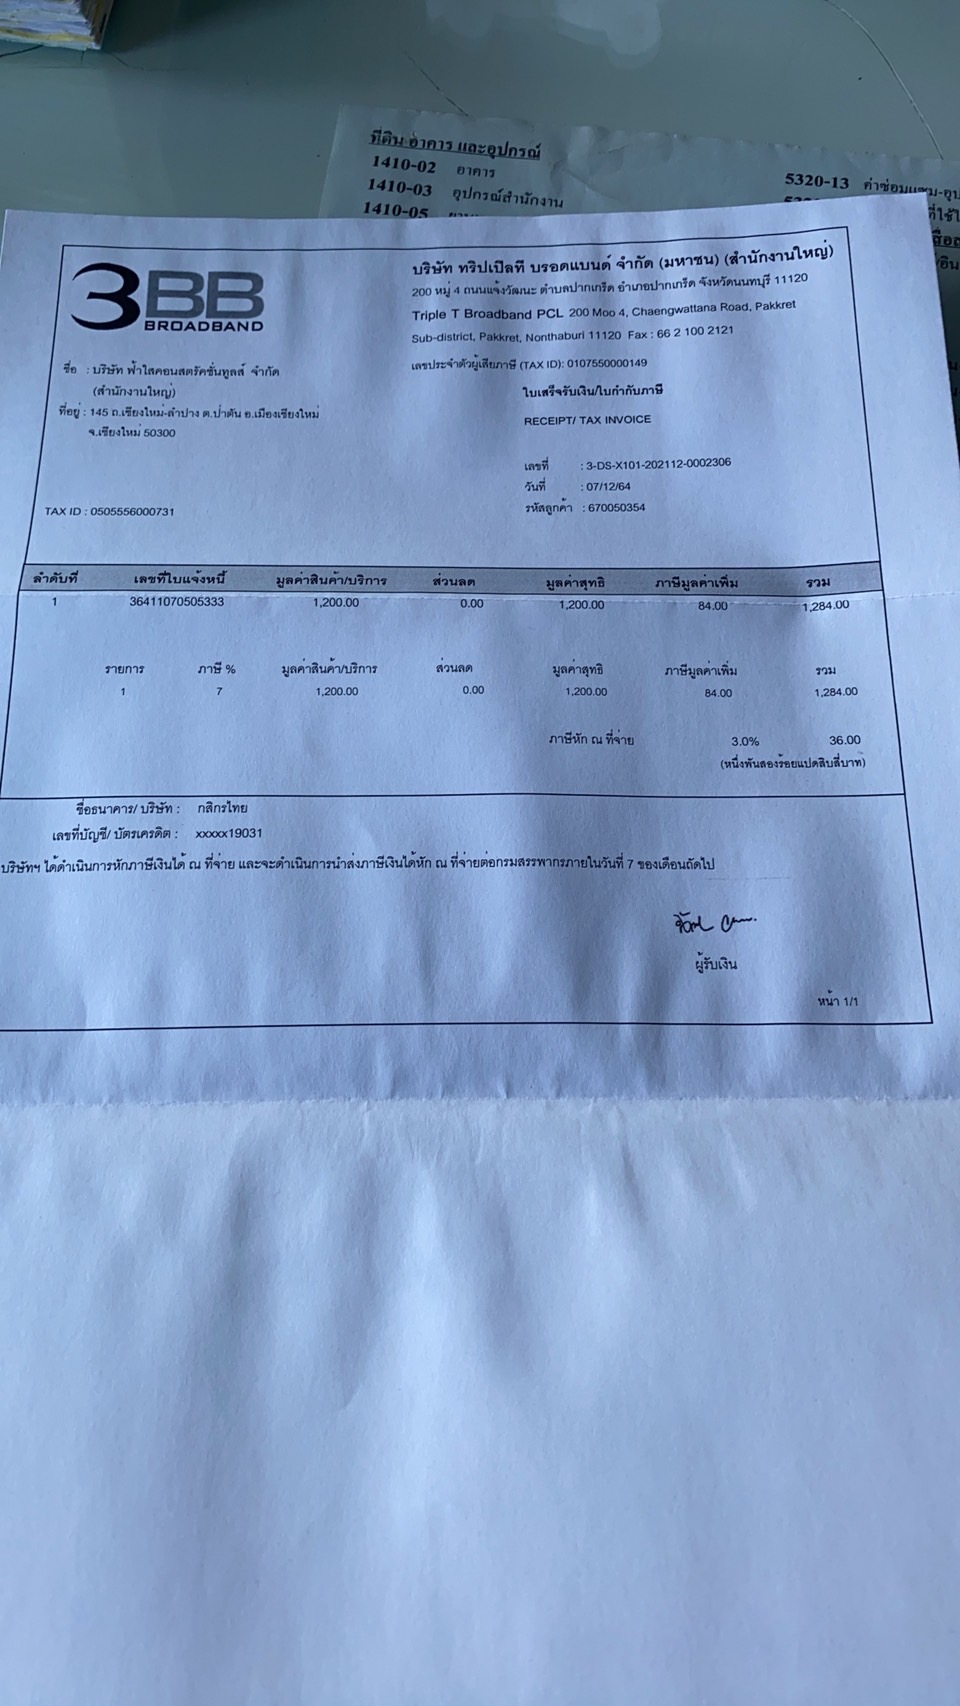 ที่ดิน อาคาร และอุปกรณ์
1410-02 อาคาร
1410-03 อุปกรณ์สำนักงาน
1410-05
5320-13 ค่าซ่อมแซม-อุป
3BB
BROADBAND
บริษัท ทริปเปิลที บรอดแบนด์ จำกัด (มหาชน) (สำนักงานใหญ่)
200 หมู่ 4 ถนนแจ้งวัฒนะ ตำบลปากเกร็ด อำเภอปากเกร็ด จังหวัดนนทบุรี 11120
Triple T Broadband PCL 200 Moo 4, Chaengwattana Road, Pakkret
Sub-district, Pakkret, Nonthaburi 11120 Fax : 66 2 100 2121
เลขประจำตัวผู้เสียภาษี (TAX ID): 0107550000149
ชื่อ : บริษัท ฟ้าใสคอนสตรัคชั่นทูลส์ จำกัด
(สำนักงานใหญ่)
ที่อยู่ : 145 ถ.เชียงใหม่-ลำปาง ต.ป่าตัน อ.เมืองเชียงใหม่
จ.เชียงใหม่ 50300
ใบเสร็จรับเงิน/ใบกำกับภาษี
RECEIPT/ TAX INVOICE
เลขที่ : 3-DS-X101-202112-0002306
วันที่ : 07/12/64
รหัสลูกค้า : 670050354
TAX ID : 0505556000731
ลำดับที่ เลขที่ใบแจ้งหนี้ มูลค่าสินค้า/บริการ ส่วนลด มูลค่าสุทธิ ภาษีมูลค่าเพิ่ม รวม
1 36411070505333 1,200.00 0.00 1,200.00 84.00 1,284.00
รายการ ภาษี % มูลค่าสินค้า/บริการ ส่วนลด มูลค่าสุทธิ ภาษีมูลค่าเพิ่ม รวม
1 7 1,200.00 0.00 1,200.00 84.00 1,284.00
ภาษีหัก ณ ที่จ่าย 3.0% 36.00
(หนึ่งพันสองร้อยแปดสิบสี่บาท)
ชื่อธนาคาร/ บริษัท : กสิกรไทย
เลขที่บัญชี/ บัตรเครดิต : xxxxx19031
บริษัทฯ ได้ดำเนินการหักภาษีเงินได้ ณ ที่จ่าย และจะดำเนินการนำส่งภาษีเงินได้หัก ณ ที่จ่ายต่อกรมสรรพากรภายในวันที่ 7 ของเดือนถัดไป
ผู้รับเงิน
หน้า 1/1